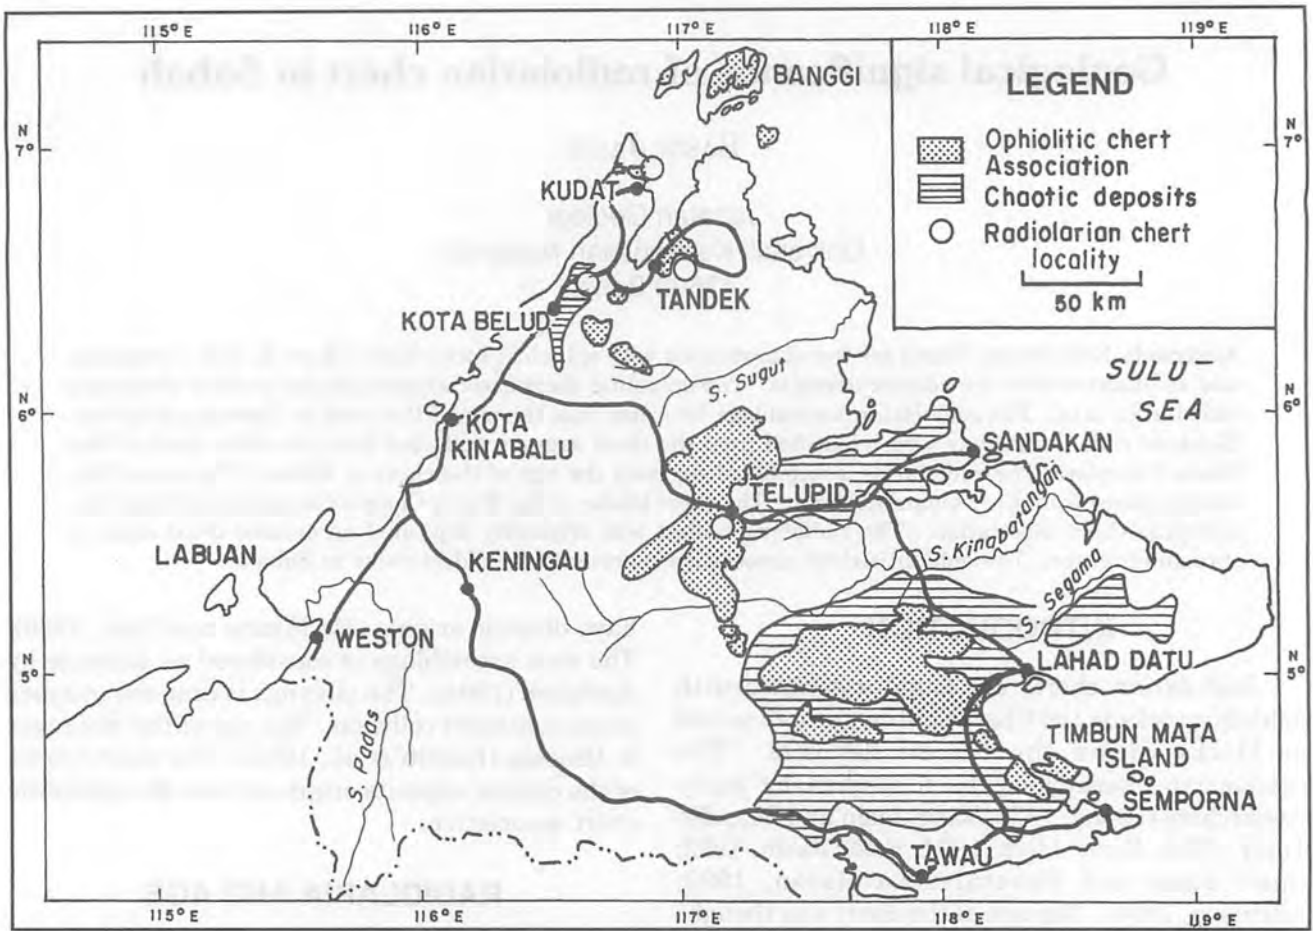 115° E 116° E 117° E 118° E 119° E
N
7°
N
7°
N
6°
N
6°
N
5°
N
5°
LEGEND
Ophiolitic chert
Association
Chaotic deposits
Radiolarian chert
locality
50 km
BANGGI
KUDAT
TANDEK
KOTA BELUD
S.
Sugut
S.
SULU –
SEA
KOTA
KINABALU
SANDAKAN
TELUPID
S. Kinabatangan
LABUAN
KENINGAU
S. Segama
WESTON
LAHAD DATU
S. Padas
TIMBUN MATA
ISLAND
SEMPORNA
TAWAU
115° E 116° E 117° E 118° E 119° E